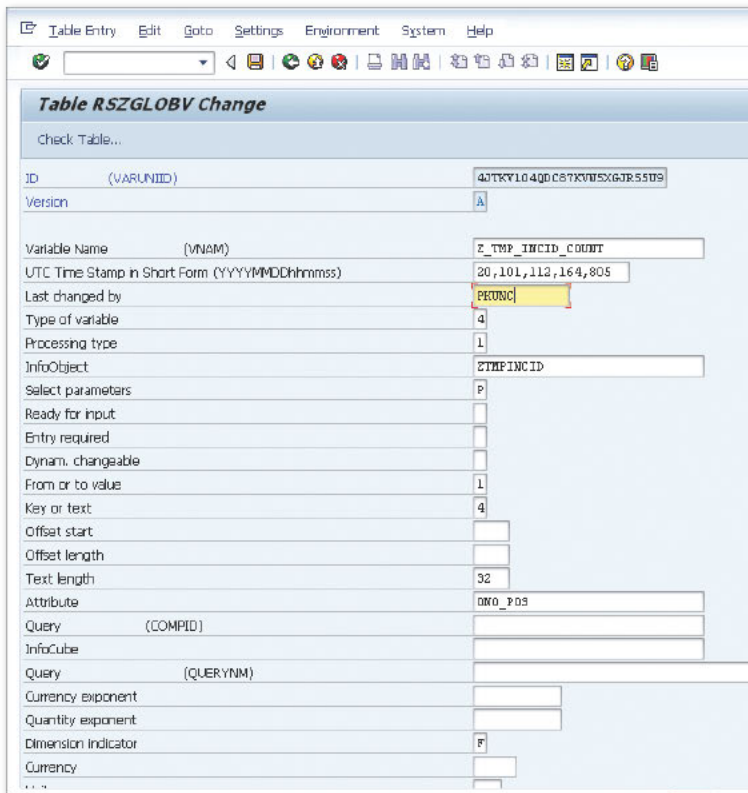 Table Entry Edit Goto Settings Environment System Help
Table RSZGLOBV Change
Check Table...
ID (VARUNIID) 4JTKV104QDC87KVU5XGJR55U9
Version A
Variable Name (VNAM) Z_TMP_INCID_COUNT
UTC Time Stamp in Short Form (YYYYMMDDhhmmss) 20,101,112,164,805
Last changed by PKUNC
Type of variable 4
Processing type 1
InfoObject ZTMPINCID
Select parameters P
Ready for input
Entry required
Dynam. changeable
From or to value 1
Key or text 4
Offset start
Offset length
Text length 32
Attribute 0NO_POS
Query (COMPID)
InfoCube
Query (QUERYNM)
Currency exponent
Quantity exponent
Dimension indicator F
Currency